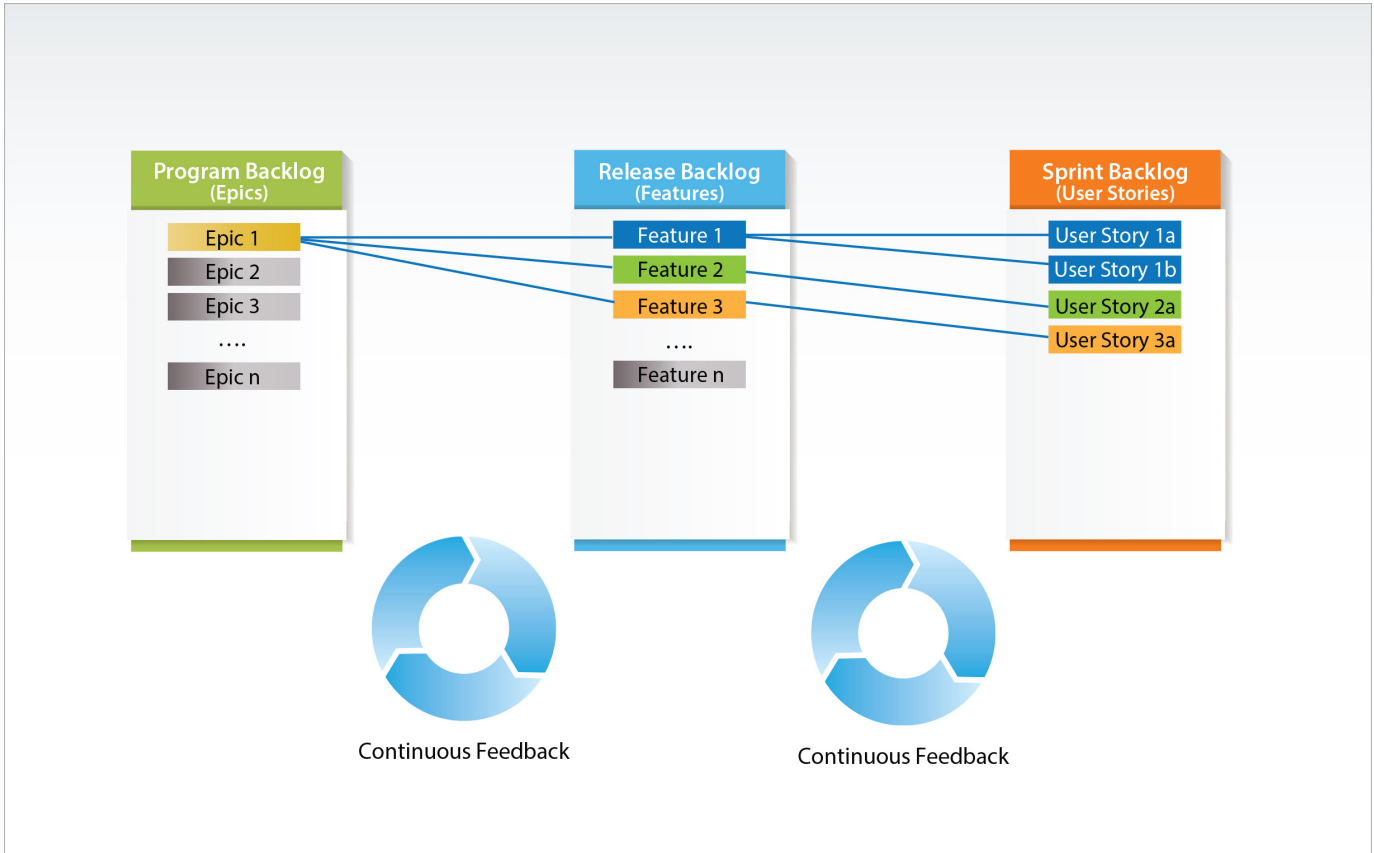 Program Backlog
(Epics)
Epic 1
Epic 2
Epic 3
....
Epic n
Release Backlog
(Features)
Feature 1
Feature 2
Feature 3
....
Feature n
Sprint Backlog
(User Stories)
User Story 1a
User Story 1b
User Story 2a
User Story 3a
Continuous Feedback
Continuous Feedback